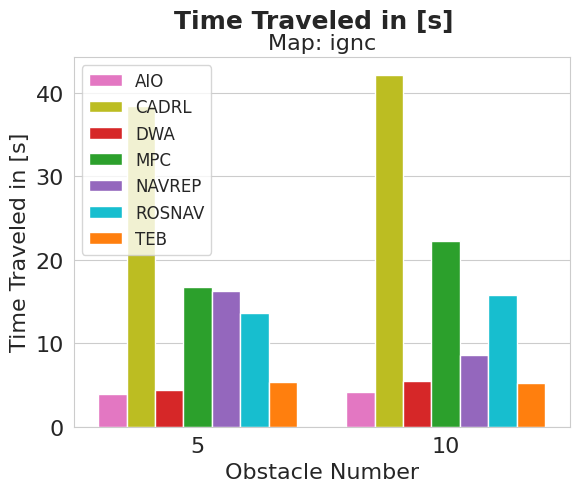 Time Traveled in [s]
Map: ignc
AIO
CADRL
DWA
MPC
NAVREP
ROSNAV
TEB
Time Traveled in [s]
40
30
20
10
0
5
10
Obstacle Number